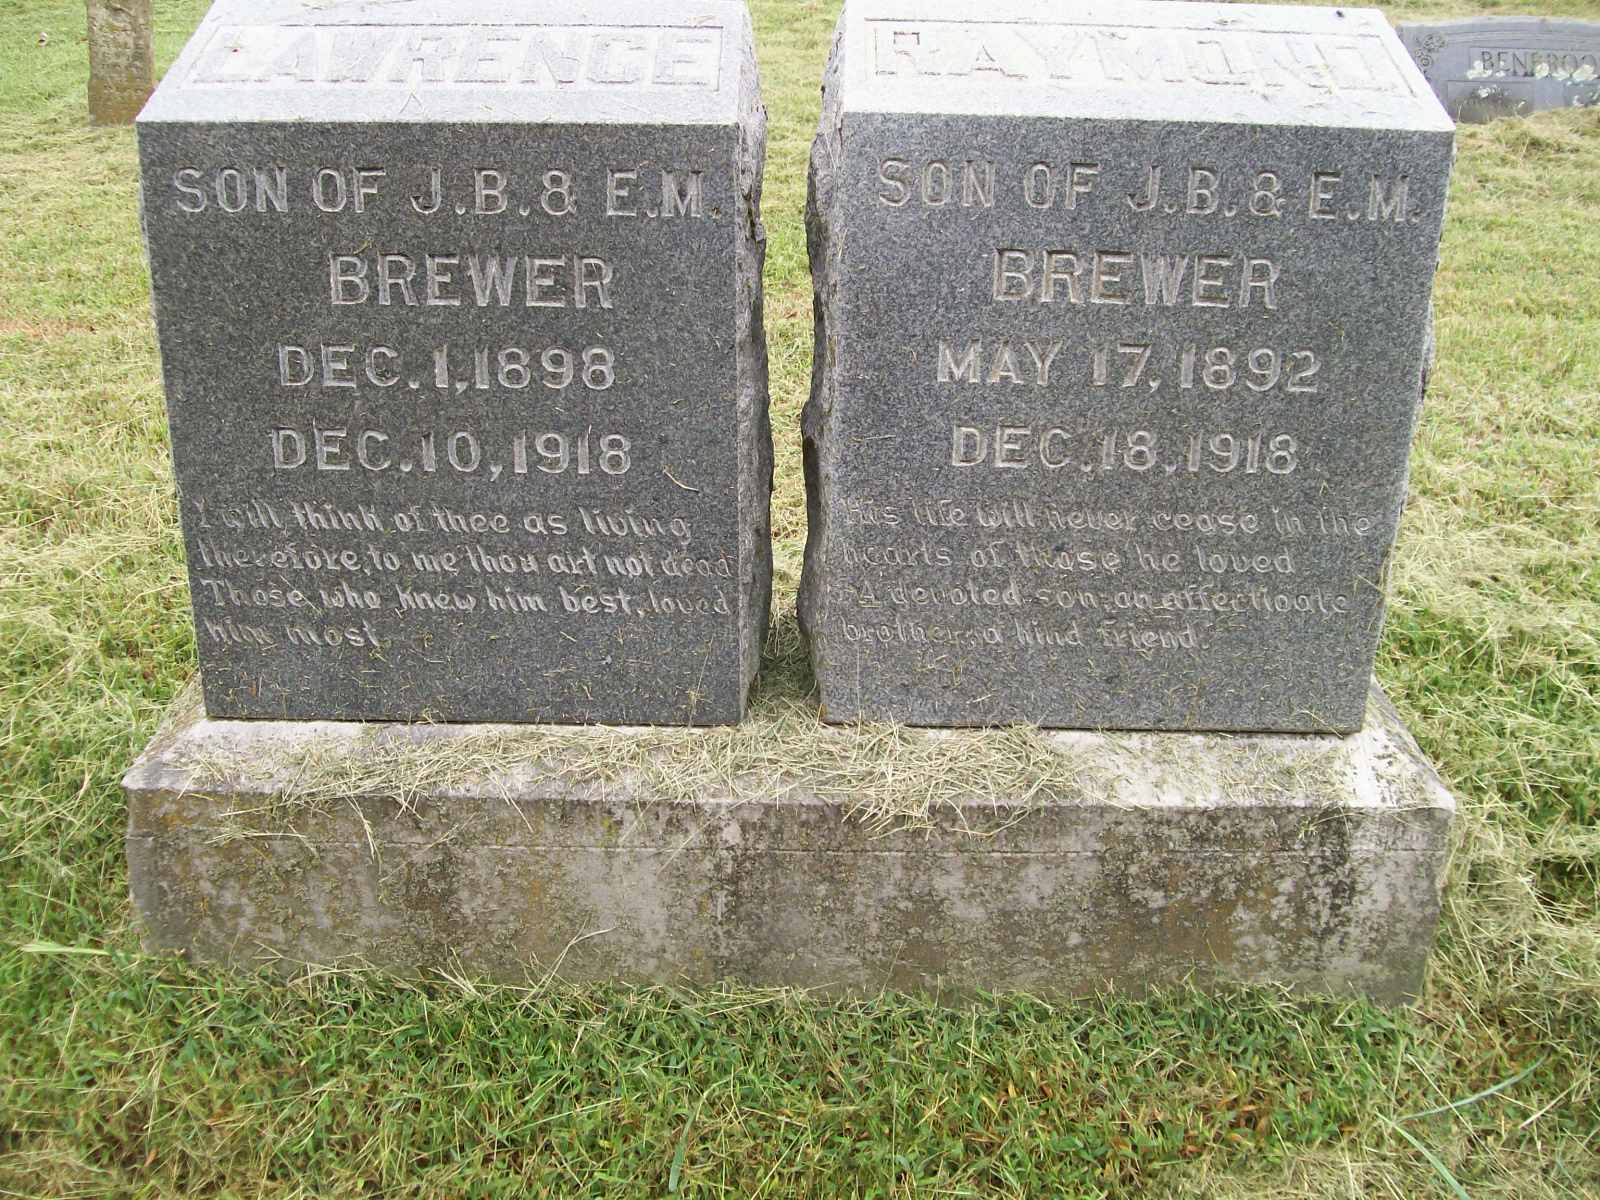 LAWRENCE
SON OF J.B. & E.M.
BREWER
DEC. 1, 1898
DEC. 10, 1918
I will think of thee as living
therefore, to me thou art not dead
Those who knew him best, loved
him most.
RAYMOND
SON OF J.B. & E.M.
BREWER
MAY 17, 1892
DEC. 18. 1918
His life will never cease in the
hearts of those he loved
A devoted son, an affectioate
brother, a kind friend.